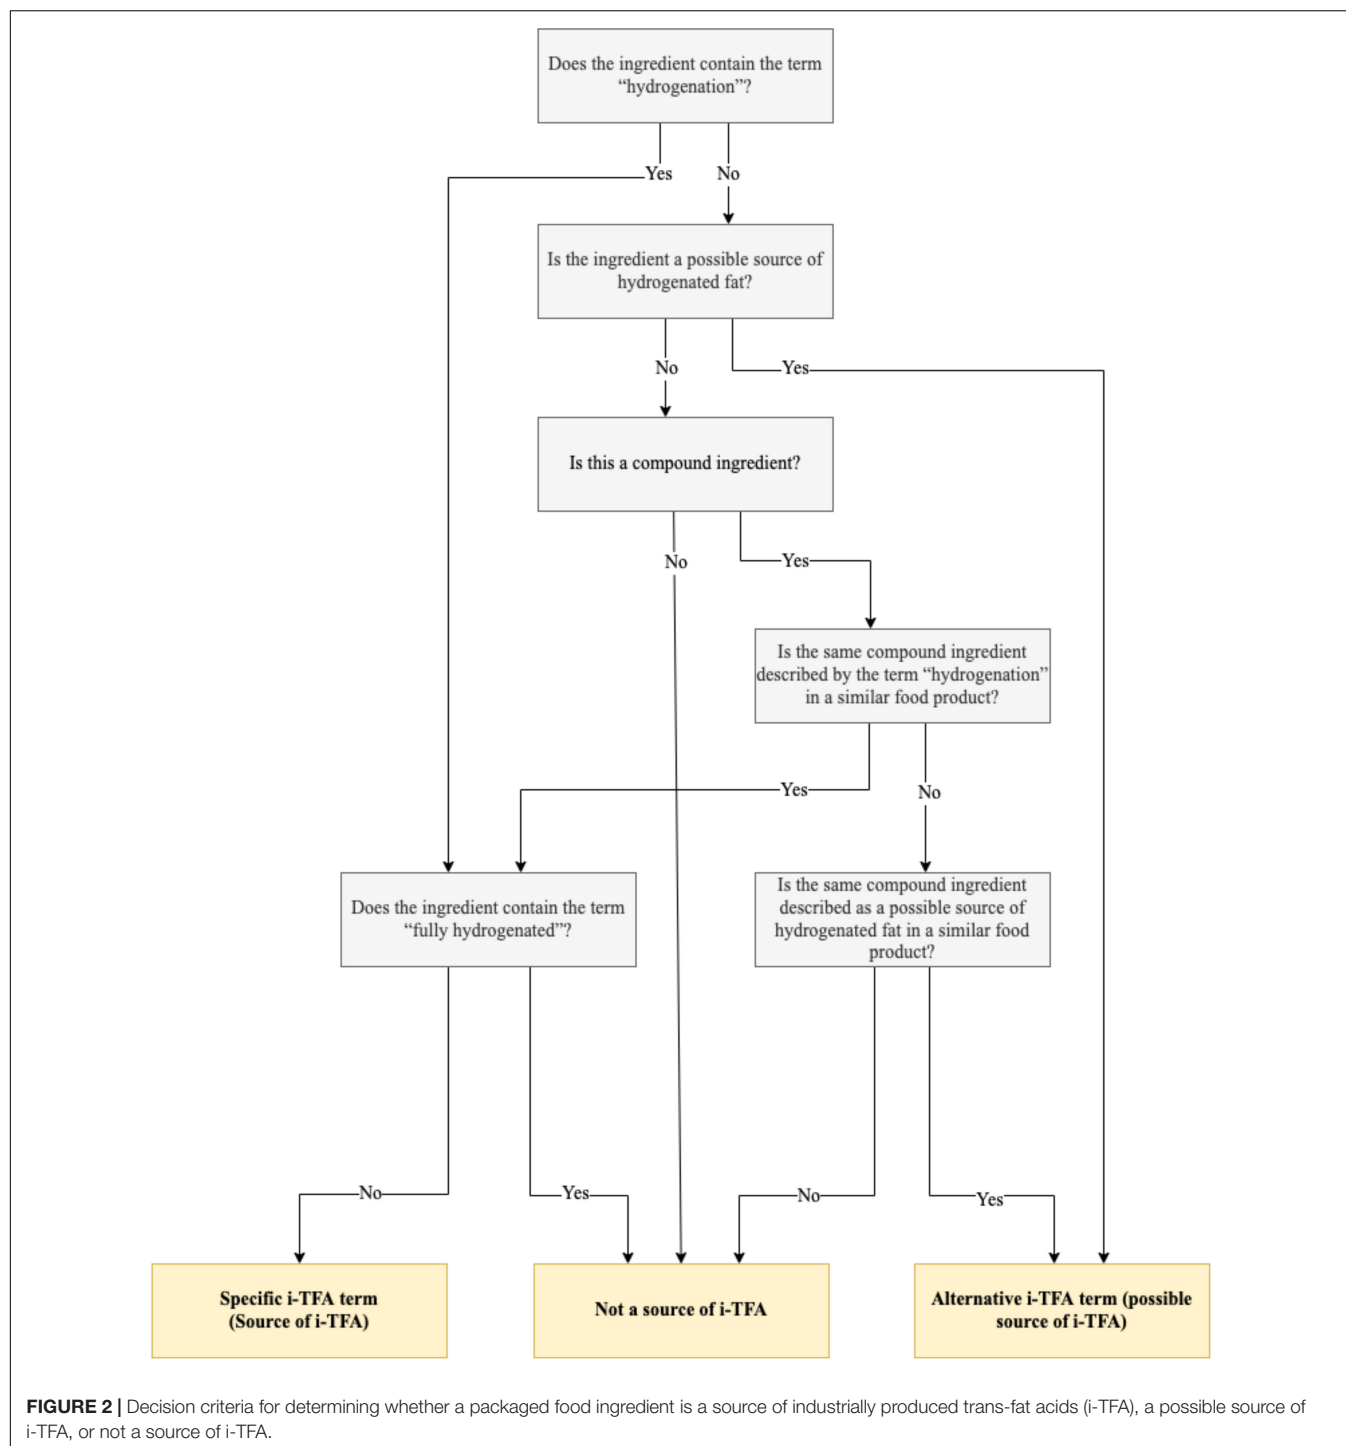 Does the ingredient contain the term
“hydrogenation”?
Yes
No
Is the ingredient a possible source of
hydrogenated fat?
No
Yes
Is this a compound ingredient?
No
Yes
Is the same compound ingredient
described by the term “hydrogenation”
in a similar food product?
Yes
No
Does the ingredient contain the term
“fully hydrogenated”?
Is the same compound ingredient
described as a possible source of
hydrogenated fat in a similar food
product?
No
Yes
No
Yes
Specific i-TFA term
(Source of i-TFA)
Not a source of i-TFA
Alternative i-TFA term (possible
source of i-TFA)
FIGURE 2 | Decision criteria for determining whether a packaged food ingredient is a source of industrially produced trans-fat acids (i-TFA), a possible source of
i-TFA, or not a source of i-TFA.